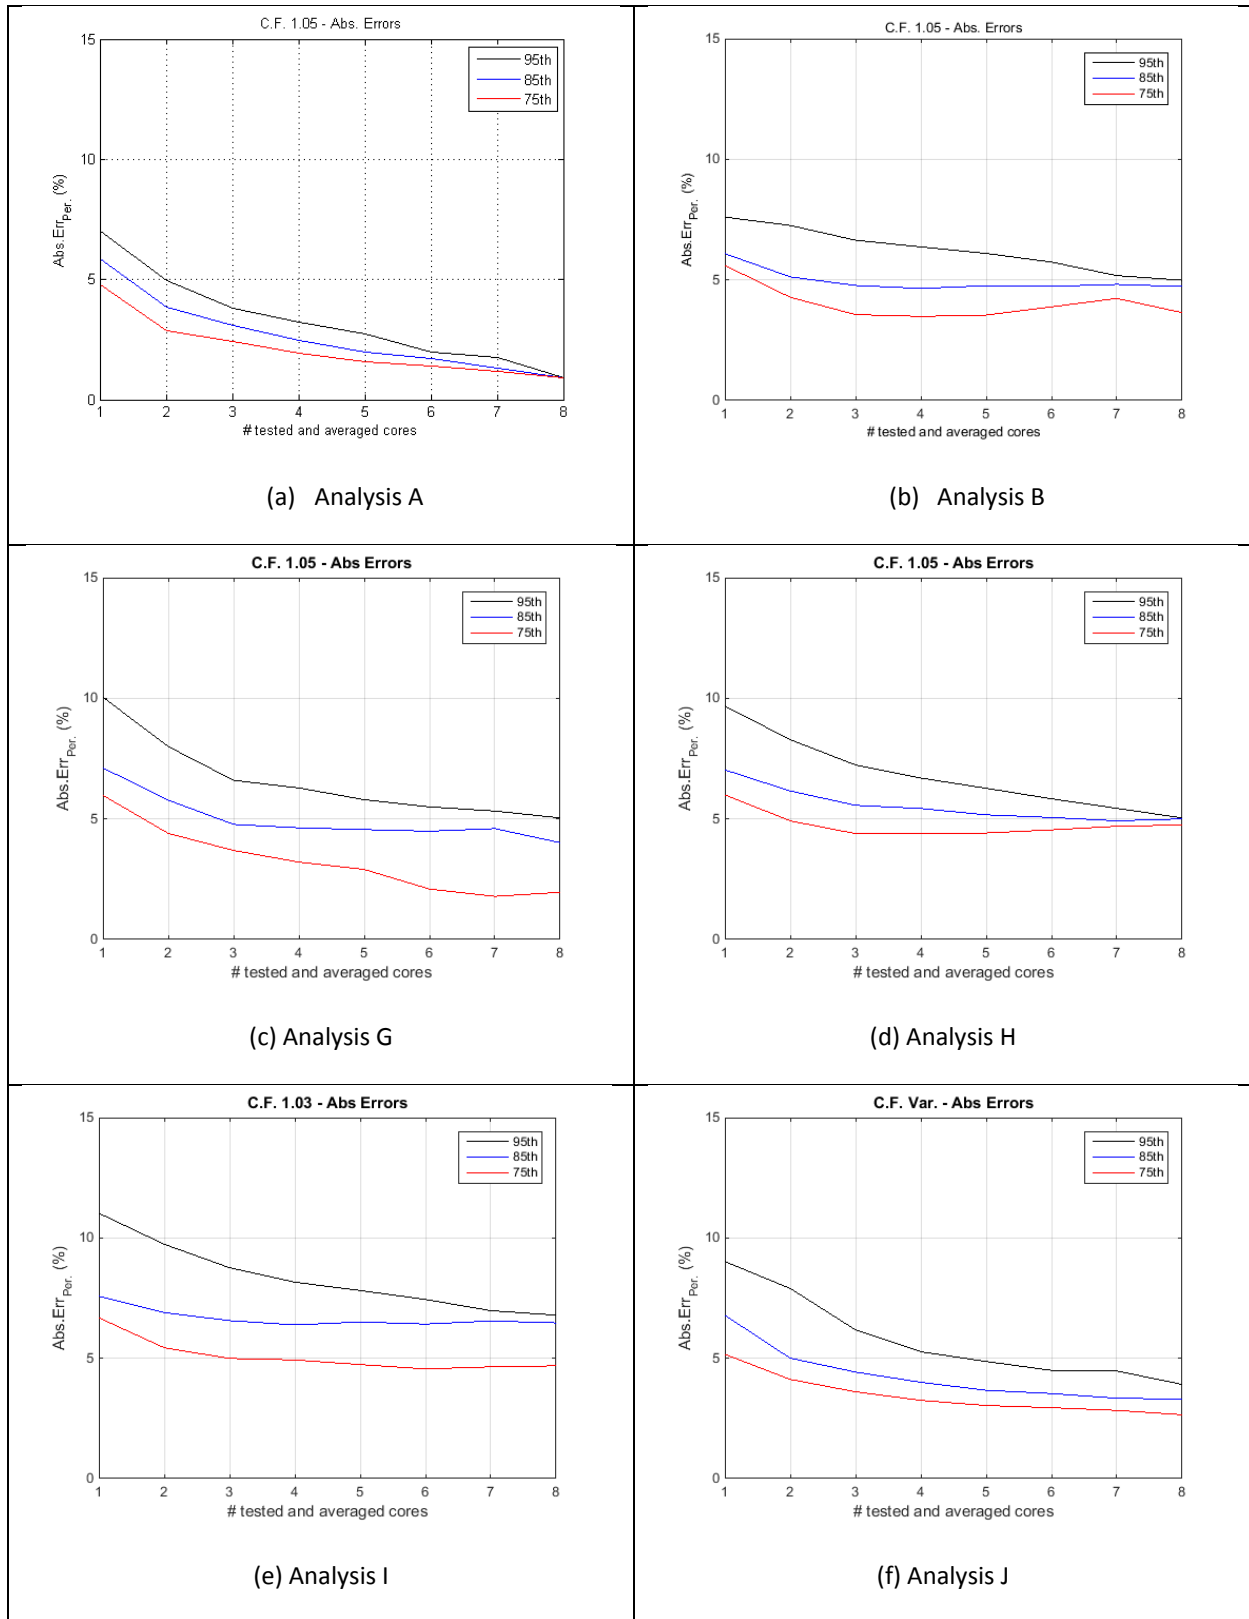 C.F. 1.05 - Abs. Errors
15
95th
85th
75th
10
5
0
Abs.Err_Per. (%)
1 2 3 4 5 6 7 8
# tested and averaged cores
(a) Analysis A
C.F. 1.05 - Abs. Errors
15
95th
85th
75th
10
5
0
Abs.Err_Per. (%)
1 2 3 4 5 6 7 8
# tested and averaged cores
(b) Analysis B
C.F. 1.05 - Abs Errors
15
95th
85th
75th
10
5
0
Abs.Err_Per. (%)
1 2 3 4 5 6 7 8
# tested and averaged cores
(c) Analysis G
C.F. 1.05 - Abs Errors
15
95th
85th
75th
10
5
0
Abs.Err_Per. (%)
1 2 3 4 5 6 7 8
# tested and averaged cores
(d) Analysis H
C.F. 1.03 - Abs Errors
15
95th
85th
75th
10
5
0
Abs.Err_Per. (%)
1 2 3 4 5 6 7 8
# tested and averaged cores
(e) Analysis I
C.F. Var. - Abs Errors
15
95th
85th
75th
10
5
0
Abs.Err_Per. (%)
1 2 3 4 5 6 7 8
# tested and averaged cores
(f) Analysis J